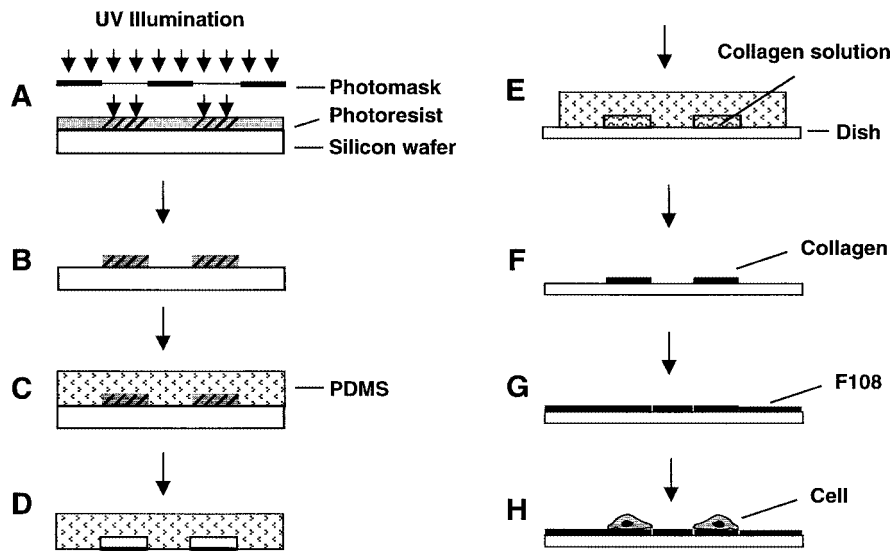 UV Illumination
A
Photomask
Photoresist
Silicon wafer
B
C
PDMS
D
Collagen solution
E
Dish
F
Collagen
G
F108
H
Cell